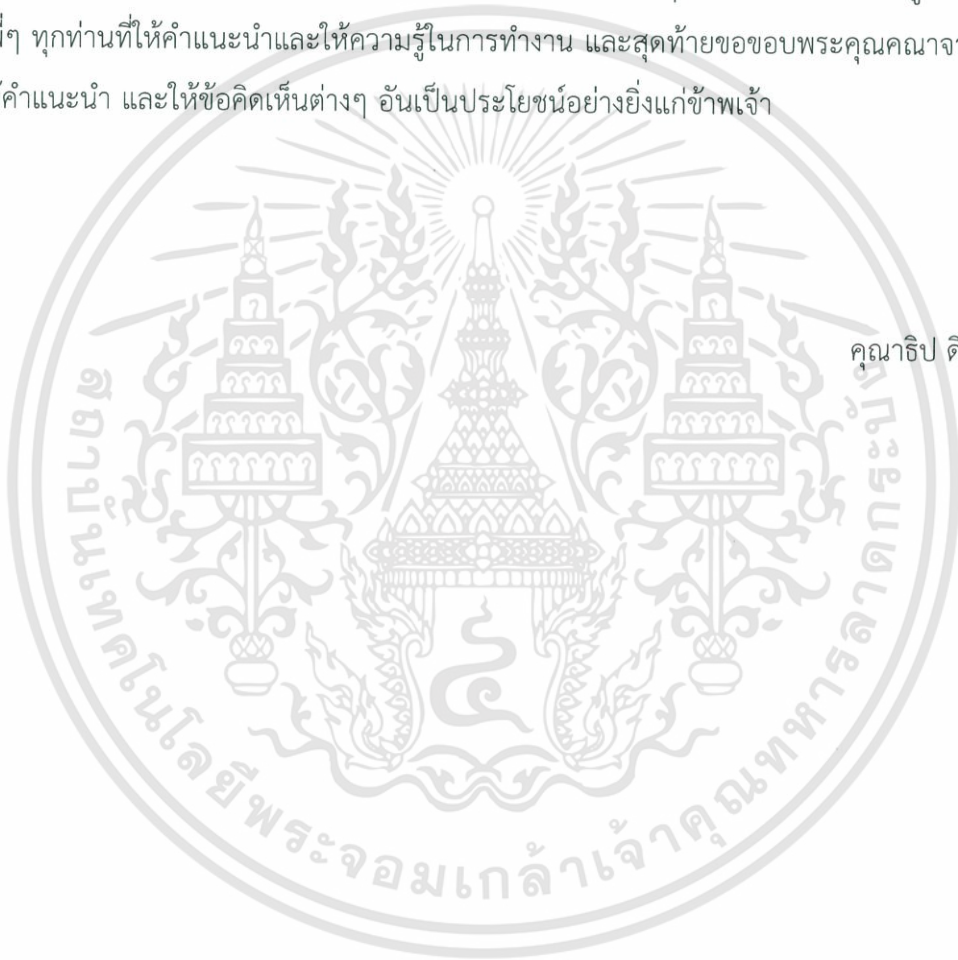 พี่ๆ ทุกท่านที่ให้คำแนะนำและให้ความรู้ในการทำงาน และสุดท้ายขอขอบพระคุณคณาจา
คำแนะนำ และให้ข้อคิดเห็นต่างๆ อันเป็นประโยชน์อย่างยิ่งแก่ข้าพเจ้า
คุณาธิป ดิ
สถาบันเทคโนโลยีพระจอมเกล้าเจ้าคุณทหารลาดกระบัง
๔